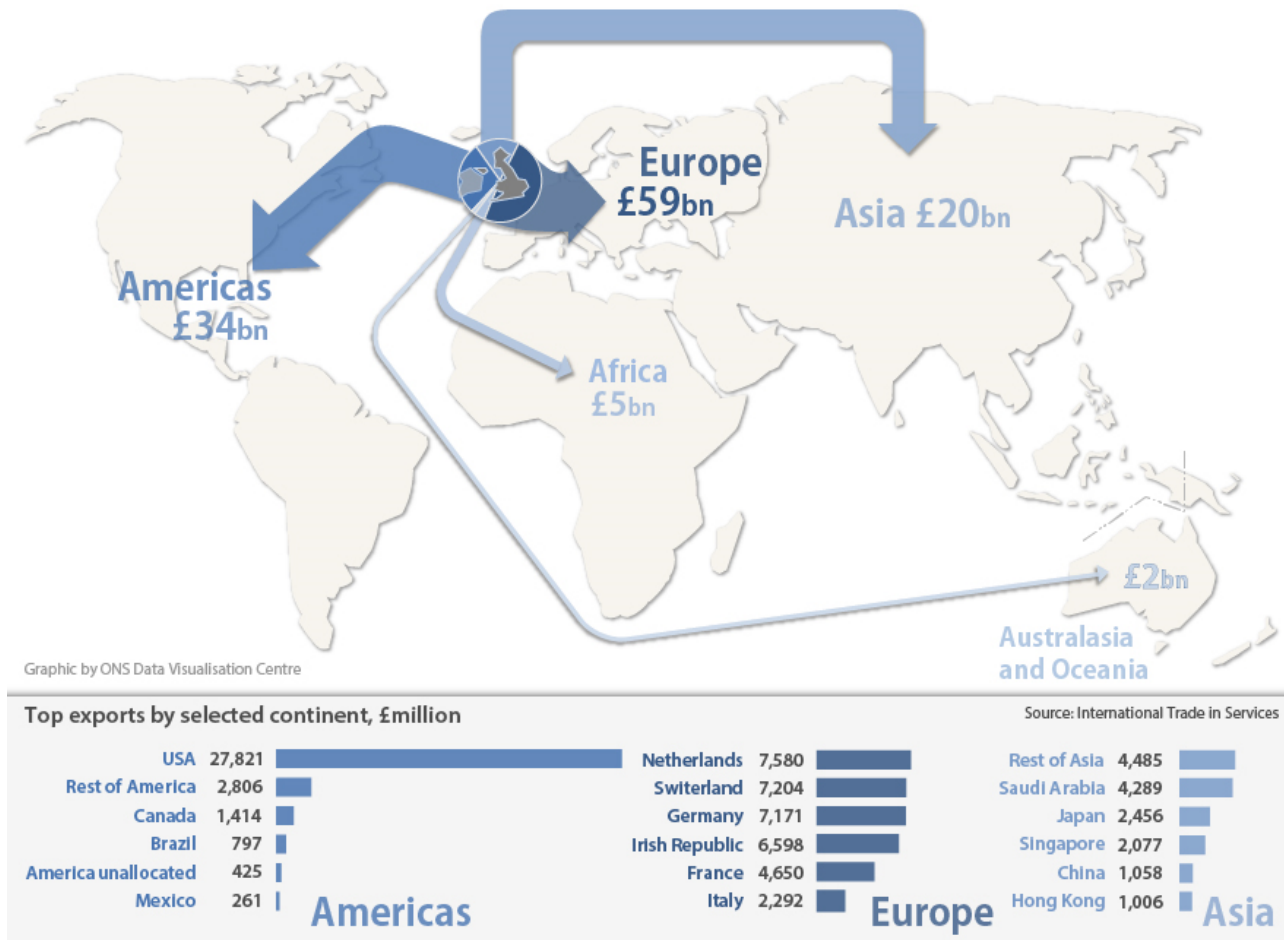 Europe
£59bn
Asia £20bn
Americas
£34bn
Africa
£5bn
£2bn
Australasia
and Oceania
Graphic by ONS Data Visualisation Centre
Top exports by selected continent, £million
Source: International Trade in Services
USA 27,821
Rest of America 2,806
Canada 1,414
Brazil 797
America unallocated 425
Mexico 261
Americas
Netherlands 7,580
Switerland 7,204
Germany 7,171
Irish Republic 6,598
France 4,650
Italy 2,292
Europe
Rest of Asia 4,485
Saudi Arabia 4,289
Japan 2,456
Singapore 2,077
China 1,058
Hong Kong 1,006
Asia